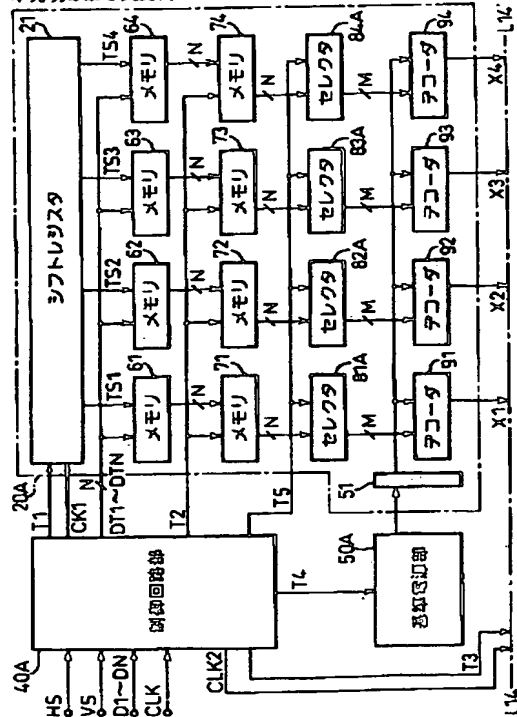 21
シフトレジスタ
TS1
TS2
TS3
TS4
61
メモリ
62
メモリ
63
メモリ
64
メモリ
N
N
N
N
71
メモリ
72
メモリ
73
メモリ
74
メモリ
N
N
N
N
81A
セレクタ
82A
セレクタ
83A
セレクタ
84A
セレクタ
M
M
M
M
91
デコーダ
92
デコーダ
93
デコーダ
94
デコーダ
X1
X2
X3
X4
L14
L14
20A
T1
CK1
N
DT1~DTN
T2
T5
51
40A
制御回路部
HS
VS
D1~DN
CLK
CLK2
T4
50A
T3